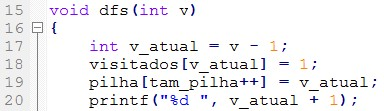 15 void dfs(int v)
16 {
17 int v_atual = v - 1;
18 visitados[v_atual] = 1;
19 pilha[tam_pilha++] = v_atual;
20 printf("%d ", v_atual + 1);